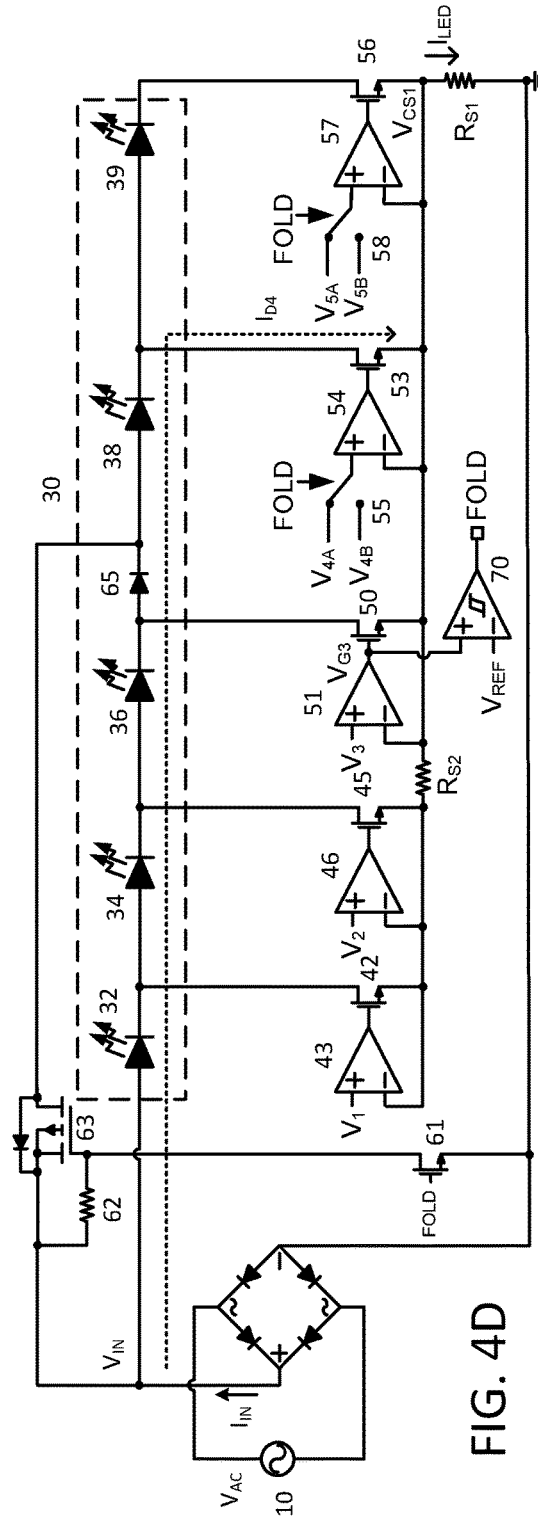 30
32
34
36
65
38
39
63
62
V_IN
I_IN
V_AC
10
I_D4
61
FOLD
V_1
43
42
V_2
46
45
V_3
51
V_G3
50
R_S2
V_REF
70
FOLD
FOLD
V_4A
V_4B
55
54
53
FOLD
V_5A
V_5B
58
57
56
V_CS1
I_LED
R_S1
FIG. 4D